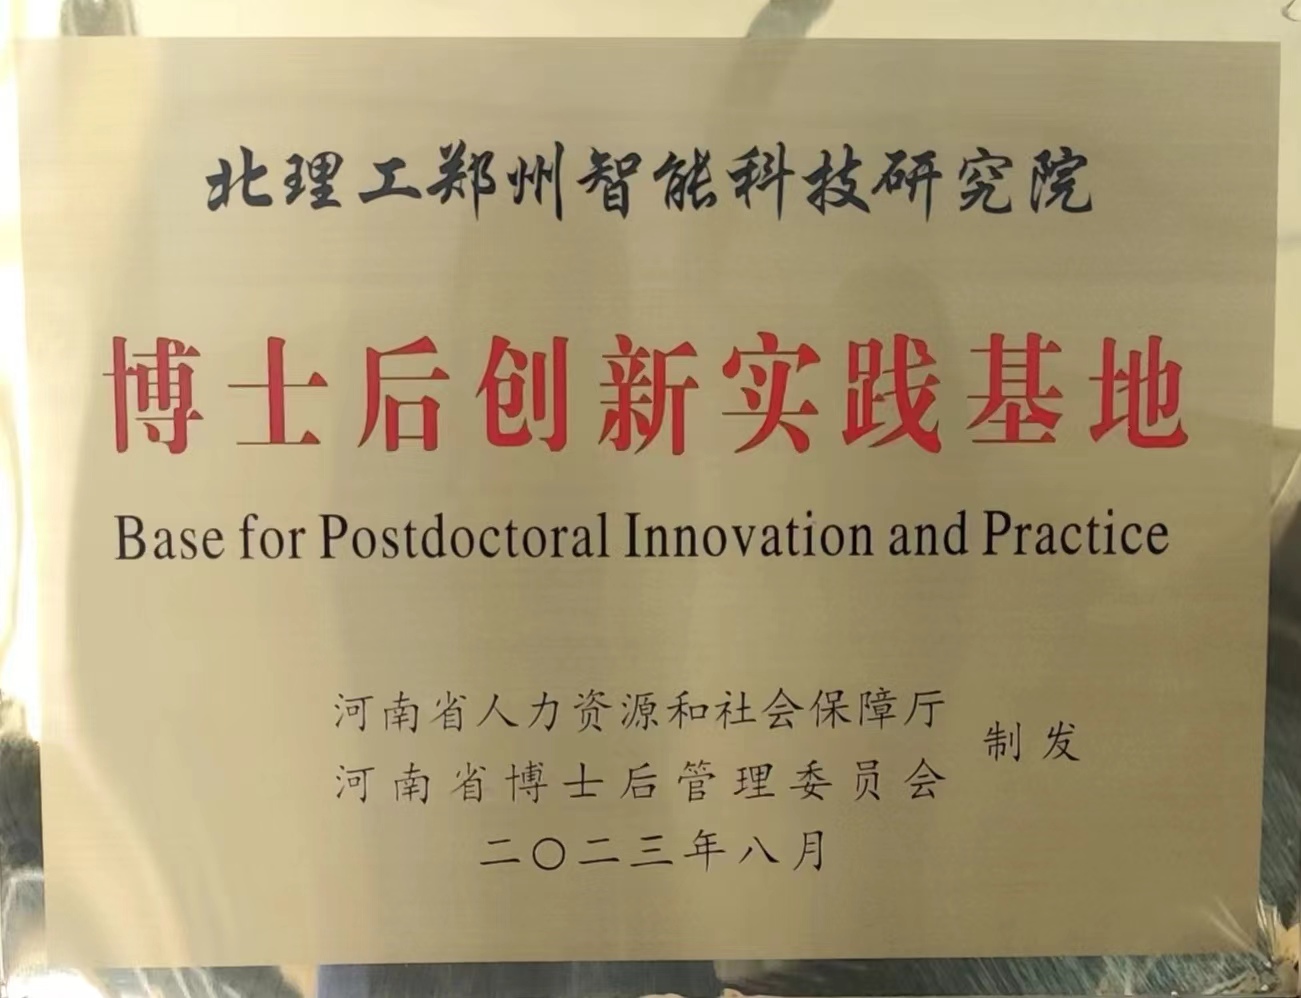 北理工郑州智能科技研究院
博士后创新实践基地
Base for Postdoctoral Innovation and Practice
河南省人力资源和社会保障厅
河南省博士后管理委员会
制发
二〇二三年八月